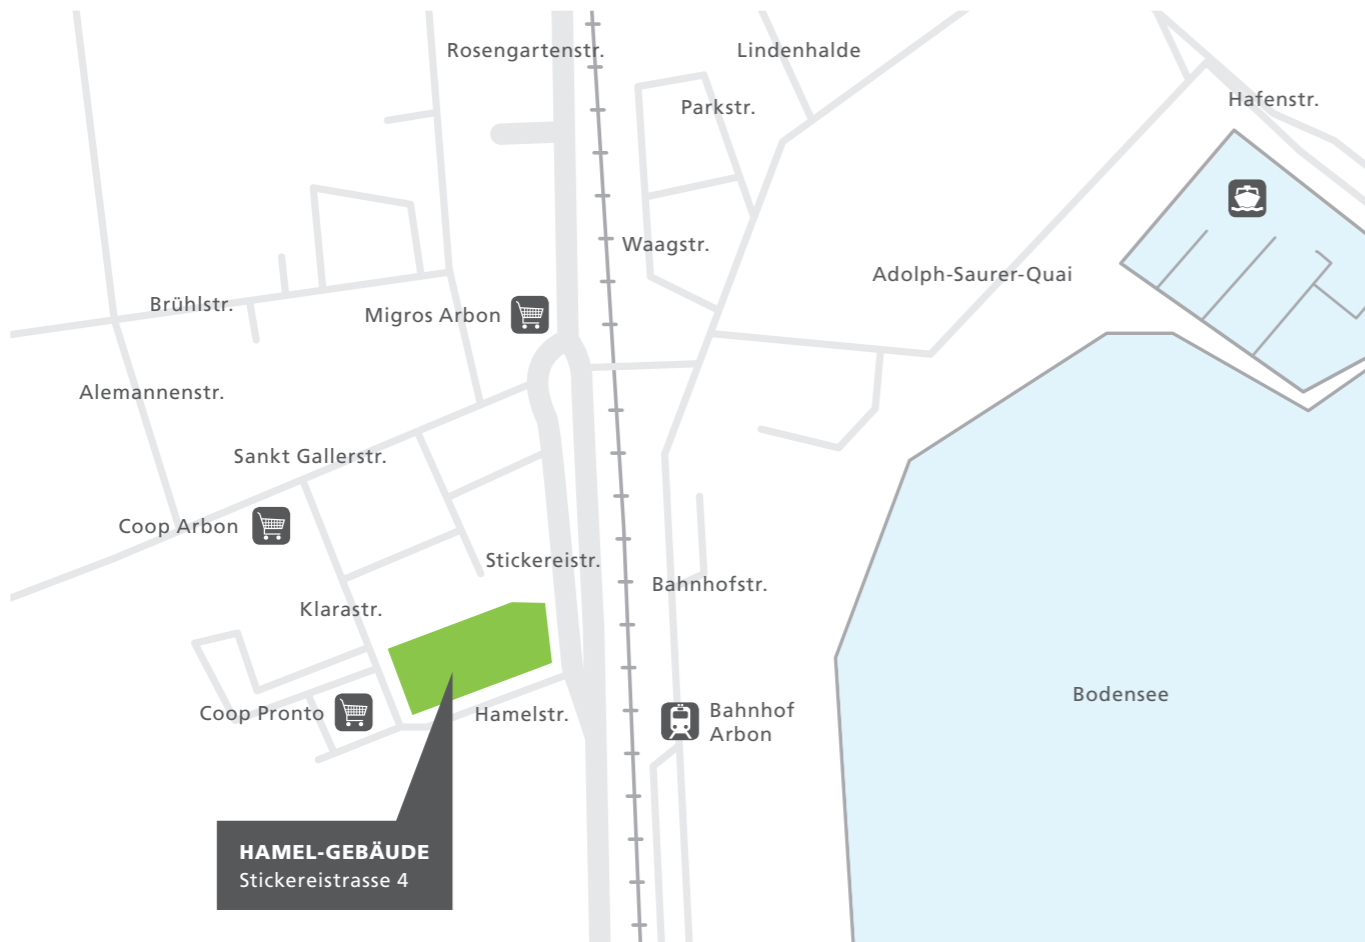 Rosengartenstr.
Lindenhalde
Parkstr.
Hafenstr.
Waagstr.
Adolph-Saurer-Quai
Brühlstr.
Migros Arbon
Alemannenstr.
Sankt Gallerstr.
Coop Arbon
Stickereistr.
Bahnhofstr.
Klarastr.
Bodensee
Coop Pronto
Hamelstr.
Bahnhof
Arbon
HAMEL-GEBÄUDE
Stickereistrasse 4